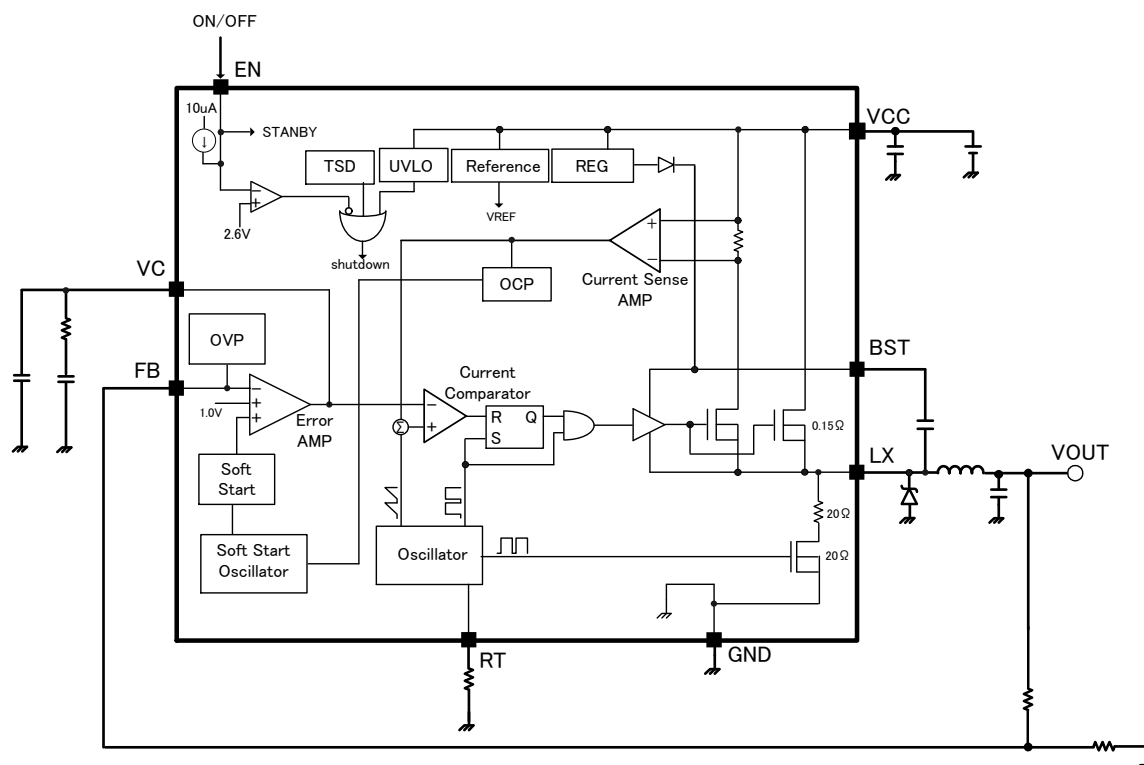 ON/OFF
EN
10uA
STANBY
VCC
TSD
UVLO
Reference
REG
VREF
2.6V
shutdown
Current Sense
AMP
OCP
VC
OVP
FB
1.0V
Error
AMP
Current
Comparator
R
Q
S
Σ
BST
0.15Ω
LX
VOUT
Soft
Start
20Ω
20Ω
Soft Start
Oscillator
Oscillator
RT
GND